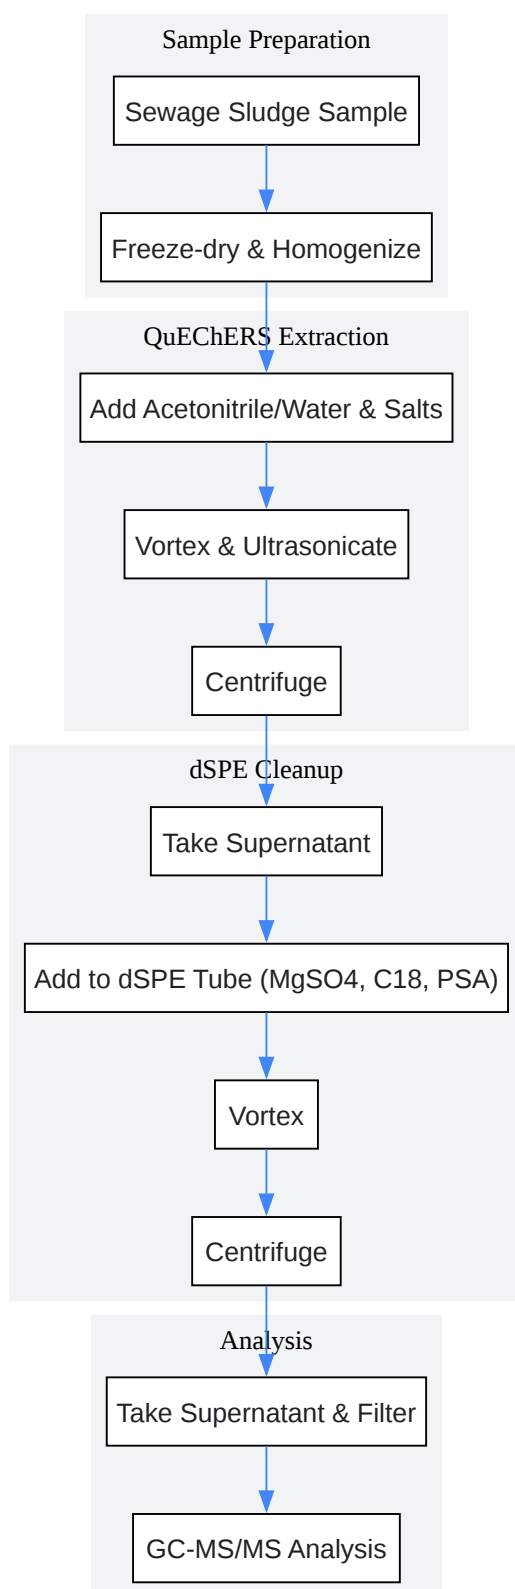 Sample Preparation
Sewage Sludge Sample
Freeze-dry & Homogenize
QuEChERS Extraction
Add Acetonitrile/Water & Salts
Vortex & Ultrasonicate
Centrifuge
dSPE Cleanup
Take Supernatant
Add to dSPE Tube (MgSO4, C18, PSA)
Vortex
Centrifuge
Analysis
Take Supernatant & Filter
GC-MS/MS Analysis